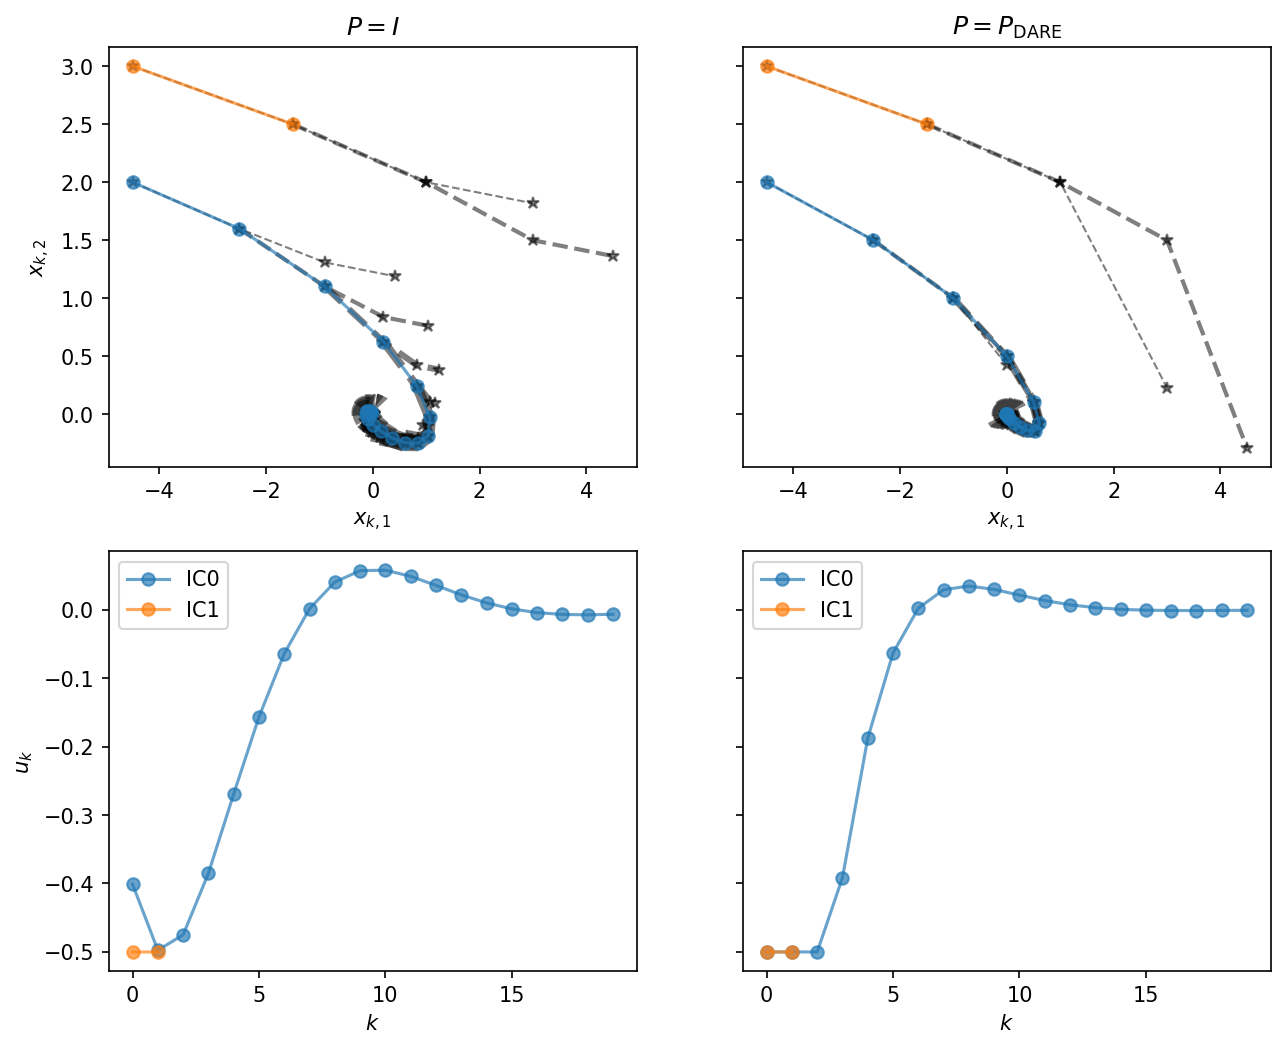 P = I
P = P_DARE
3.0
2.5
2.0
1.5
1.0
0.5
0.0
x_{k,2}
−4 −2 0 2 4
−4 −2 0 2 4
x_{k,1}
x_{k,1}
IC0
IC1
IC0
IC1
0.0
−0.1
−0.2
−0.3
−0.4
−0.5
u_k
0 5 10 15
0 5 10 15
k
k